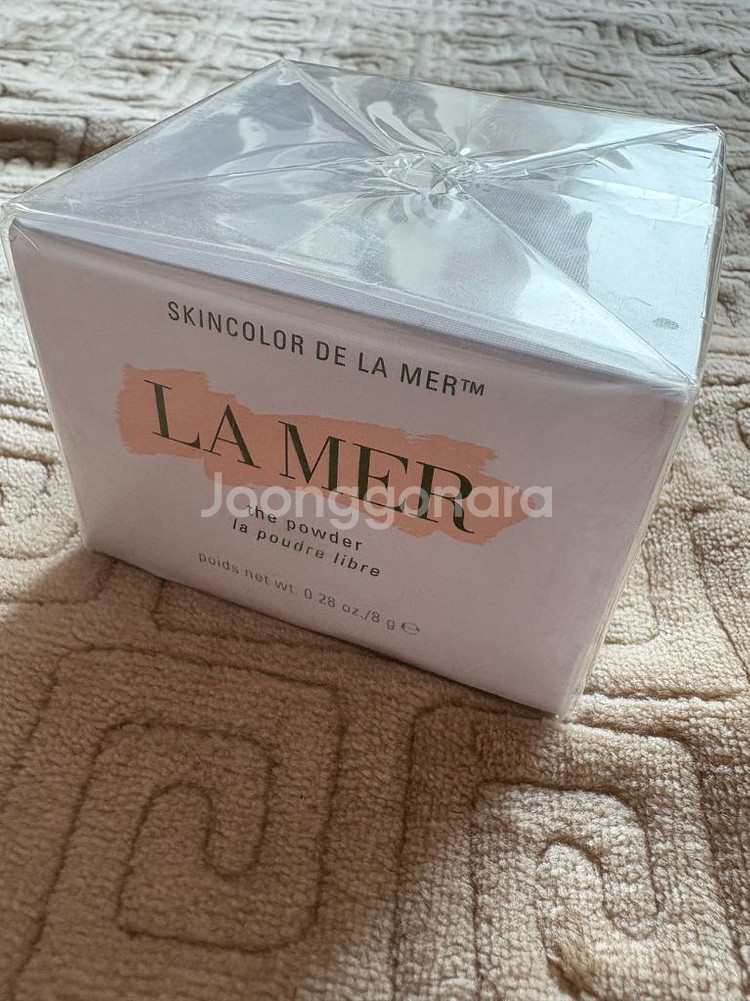 SKINCOLOR DE LA MER™
LA MER
Joonggonara
the powder
la poudre libre
poids net wt. 0.28 oz./8 g ℮